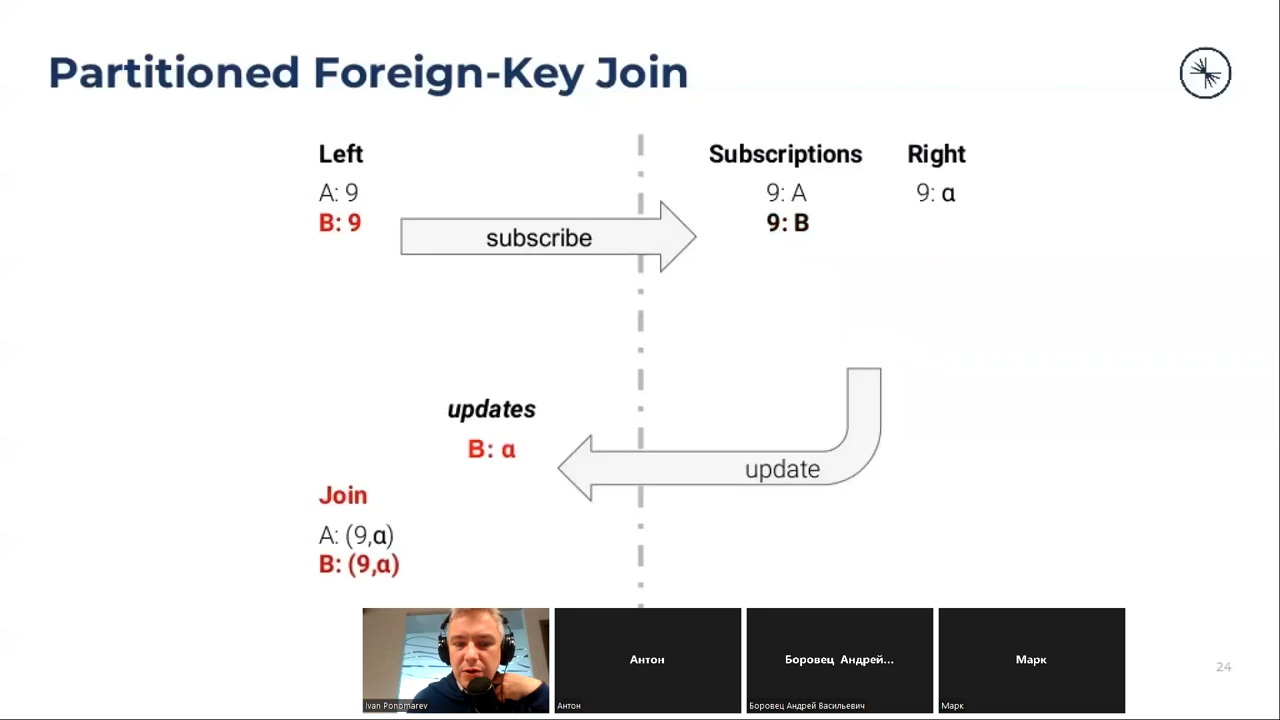 Partitioned Foreign-Key Join
Left
A: 9
B: 9
subscribe
Subscriptions
9: A
9: B
Right
9: α
updates
B: α
update
Join
A: (9,α)
B: (9,α)
Ivan Ponomarev
Антон
Антон
Боровец Андрей...
Боровец Андрей Васильевич
Марк
Марк
24